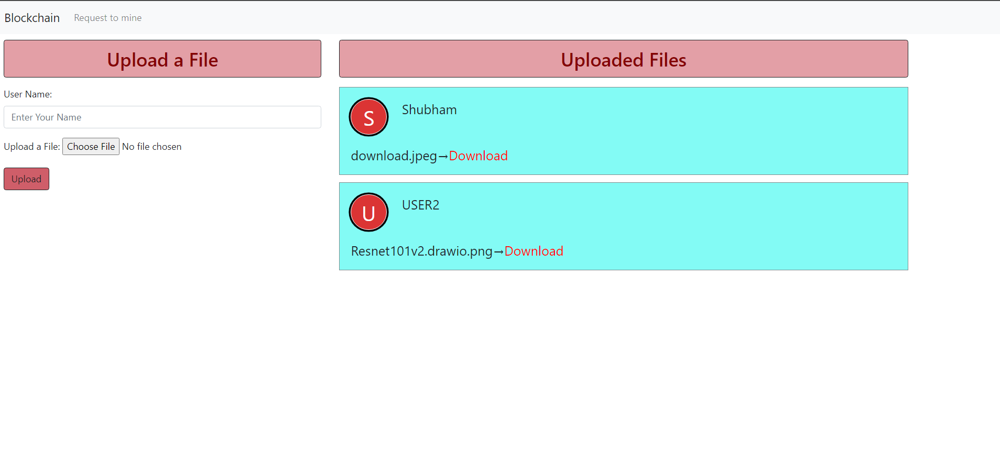 Blockchain Request to mine
Upload a File
User Name:
Enter Your Name
Upload a File: Choose File No file chosen
Upload
Uploaded Files
S Shubham
download.jpeg→Download
U USER2
Resnet101v2.drawio.png→Download